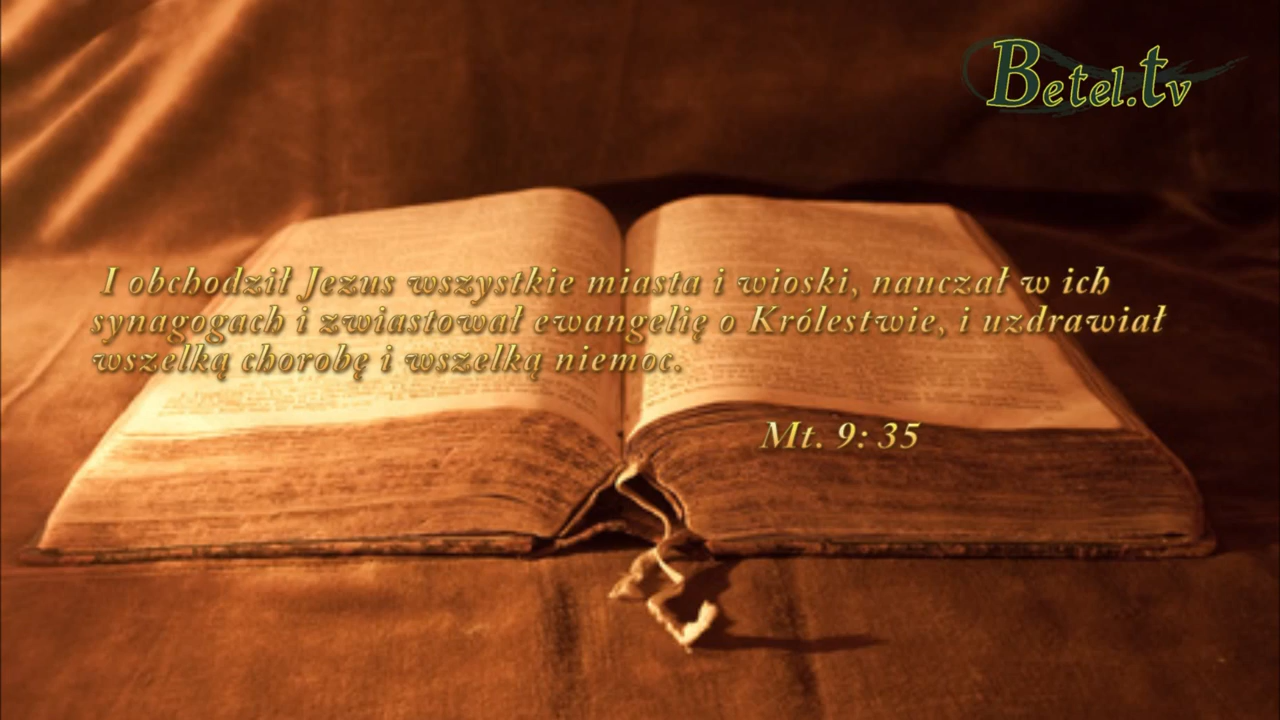 Betel.tv
I obchodził Jezus wszystkie miasta i wioski, nauczał w ich
synagogach i zwiastował ewangelię o Królestwie, i uzdrawiał
wszelką chorobę i wszelką niemoc.
Mt. 9: 35